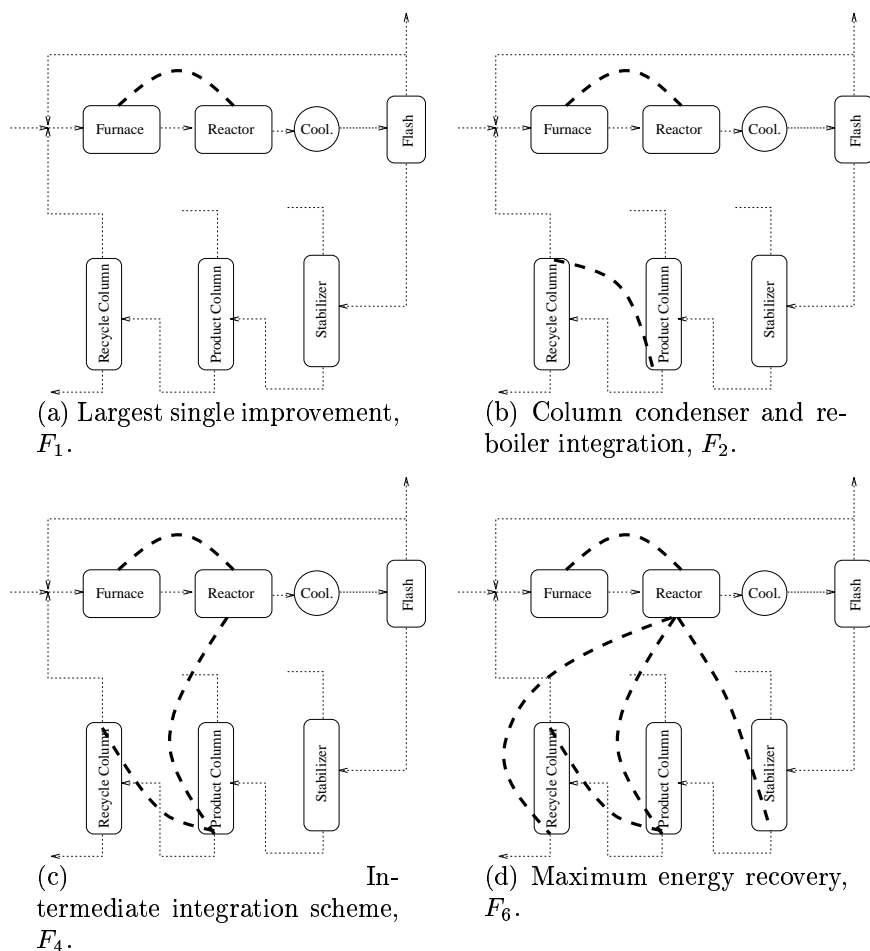 Furnace
Reactor
Cool.
Flash
Recycle Column
Product Column
Stabilizer
(a) Largest single improvement,
F₁.
Furnace
Reactor
Cool.
Flash
Recycle Column
Product Column
Stabilizer
(b) Column condenser and re-
boiler integration, F₂.
Furnace
Reactor
Cool.
Flash
Recycle Column
Product Column
Stabilizer
(c) In-
termediate integration scheme,
F₄.
Furnace
Reactor
Cool.
Flash
Recycle Column
Product Column
Stabilizer
(d) Maximum energy recovery,
F₆.